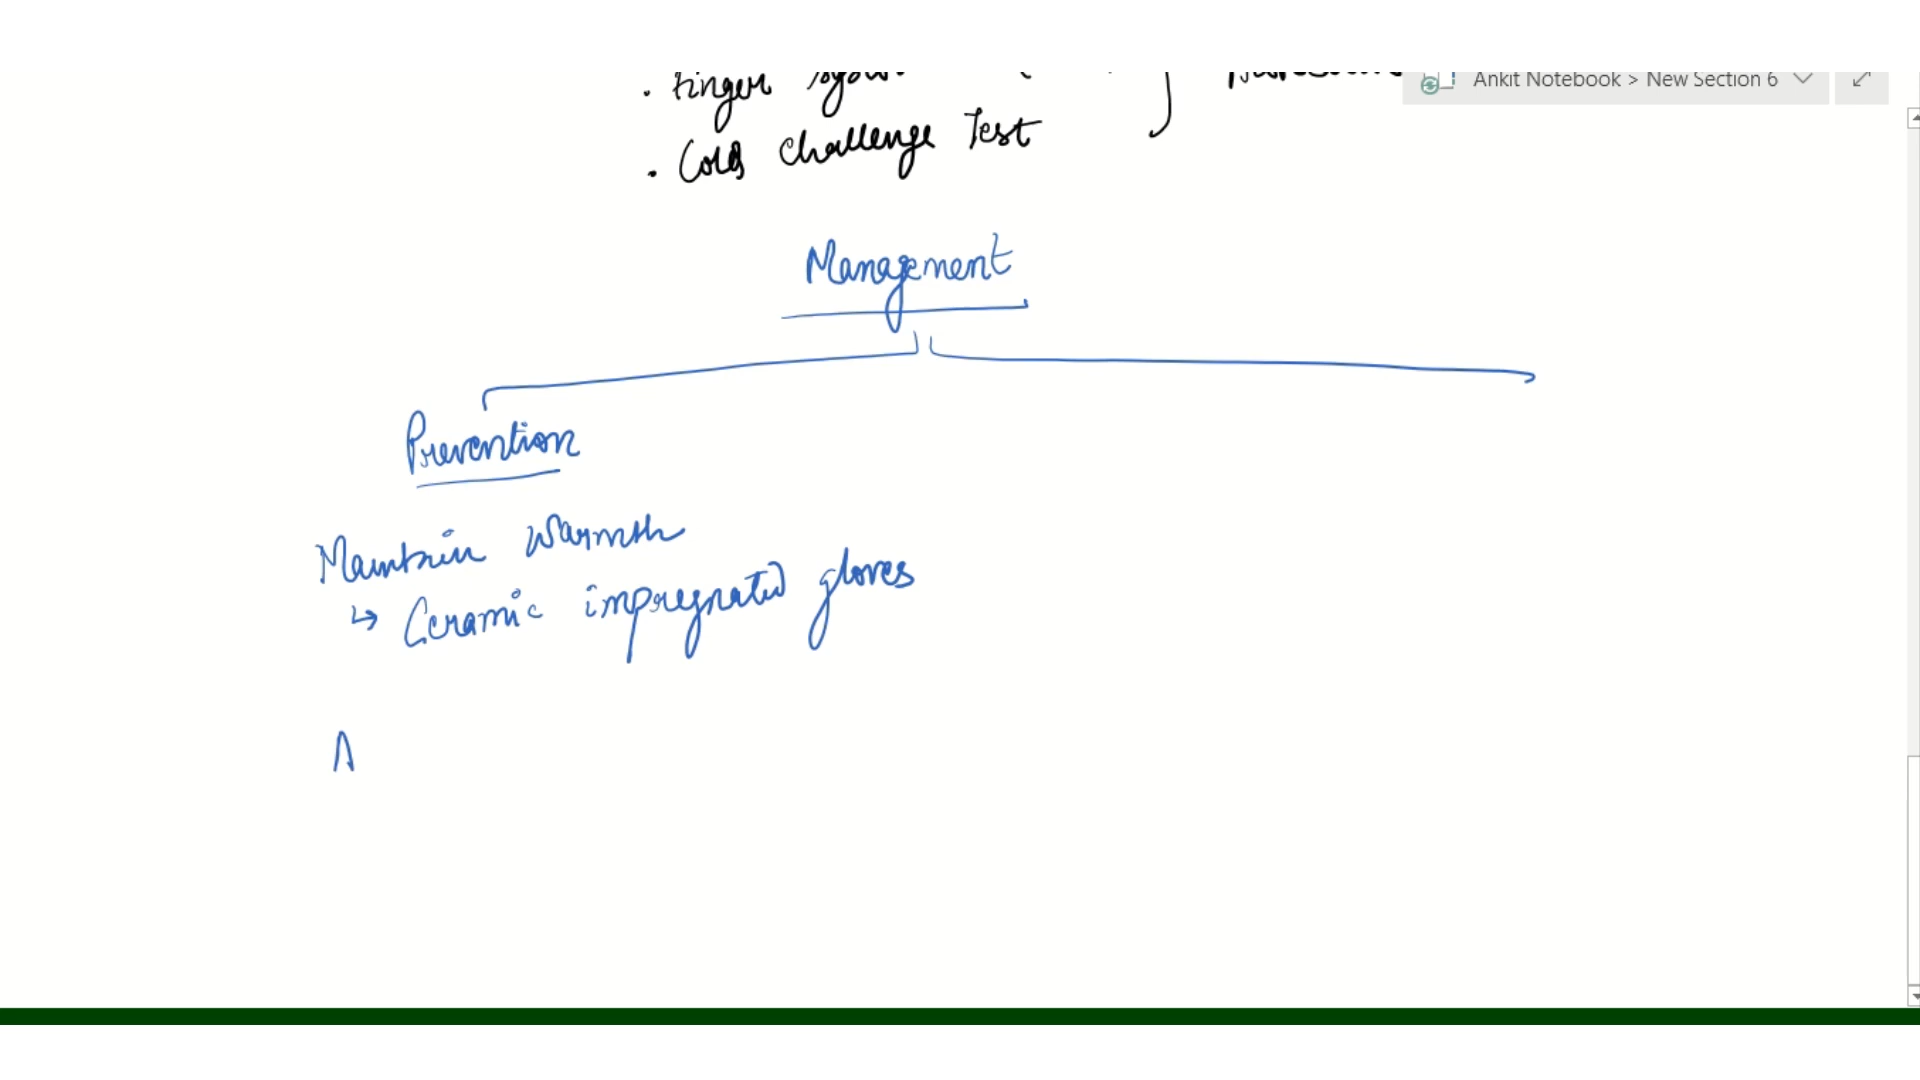 Ankit Notebook > New Section 6
. Finger
. Cold challenge Test
Management
Prevention
Maintain warmth
↳ Ceramic impregnated gloves
A